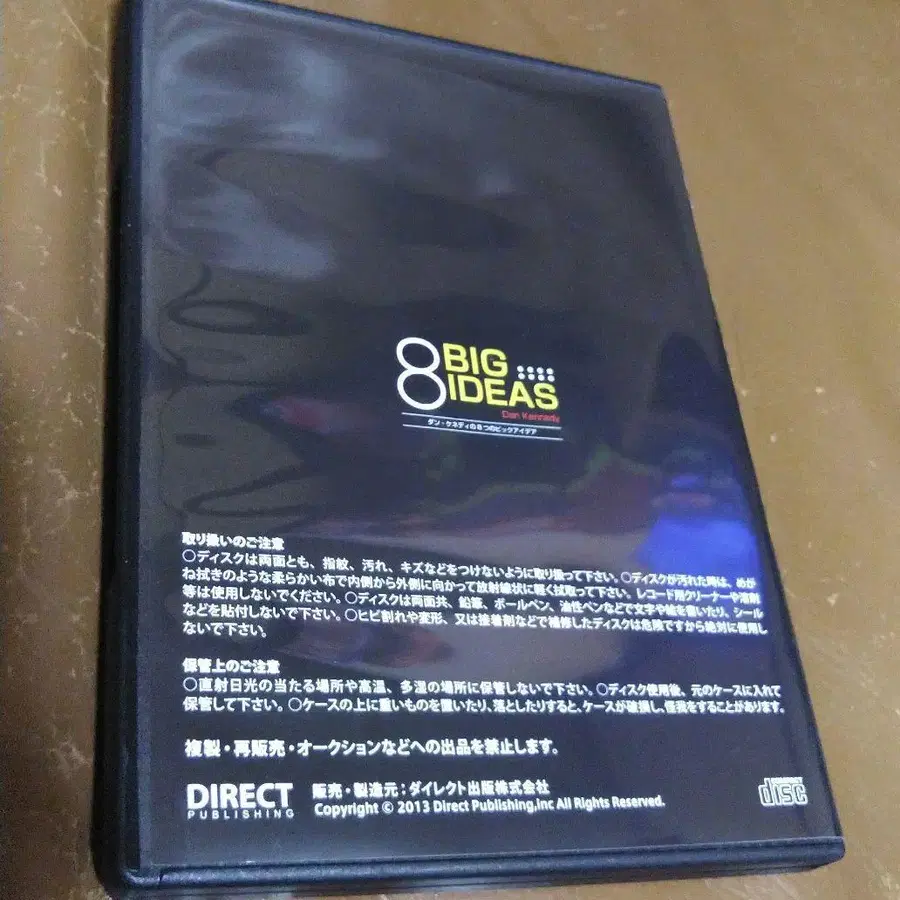 8 BIG
IDEAS
Dan Kennedy
ダン・ケネディの8つのビックアイデア
取り扱いのご注意
○ディスクは両面とも、指紋、汚れ、キズなどをつけないように取り扱って下さい。○ディスクが汚れた時は、めが
ね拭きのような柔らかい布で内側から外側に向かって放射線状に軽く拭取って下さい。レコード用クリーナーや溶剤
等は使用しないでください。○ディスクは両面共、鉛筆、ボールペン、油性ペンなどで文字や絵を書いたり、シール
などを貼付しないで下さい。○ヒビ割れや変形、又は接着剤などで補修したディスクは危険ですから絶対に使用し
ないで下さい。
保管上のご注意
○直射日光の当たる場所や高温、多湿の場所に保管しないで下さい。○ディスク使用後、元のケースに入れて
保管して下さい。○ケースの上に重いものを置いたり、落としたりすると、ケースが破損し、怪我をすることがあります。
複製・再販売・オークションなどへの出品を禁止します。
DIRECT
PUBLISHING
販売・製造元：ダイレクト出版株式会社
Copyright © 2013 Direct Publishing,Inc All Rights Reserved.
disc